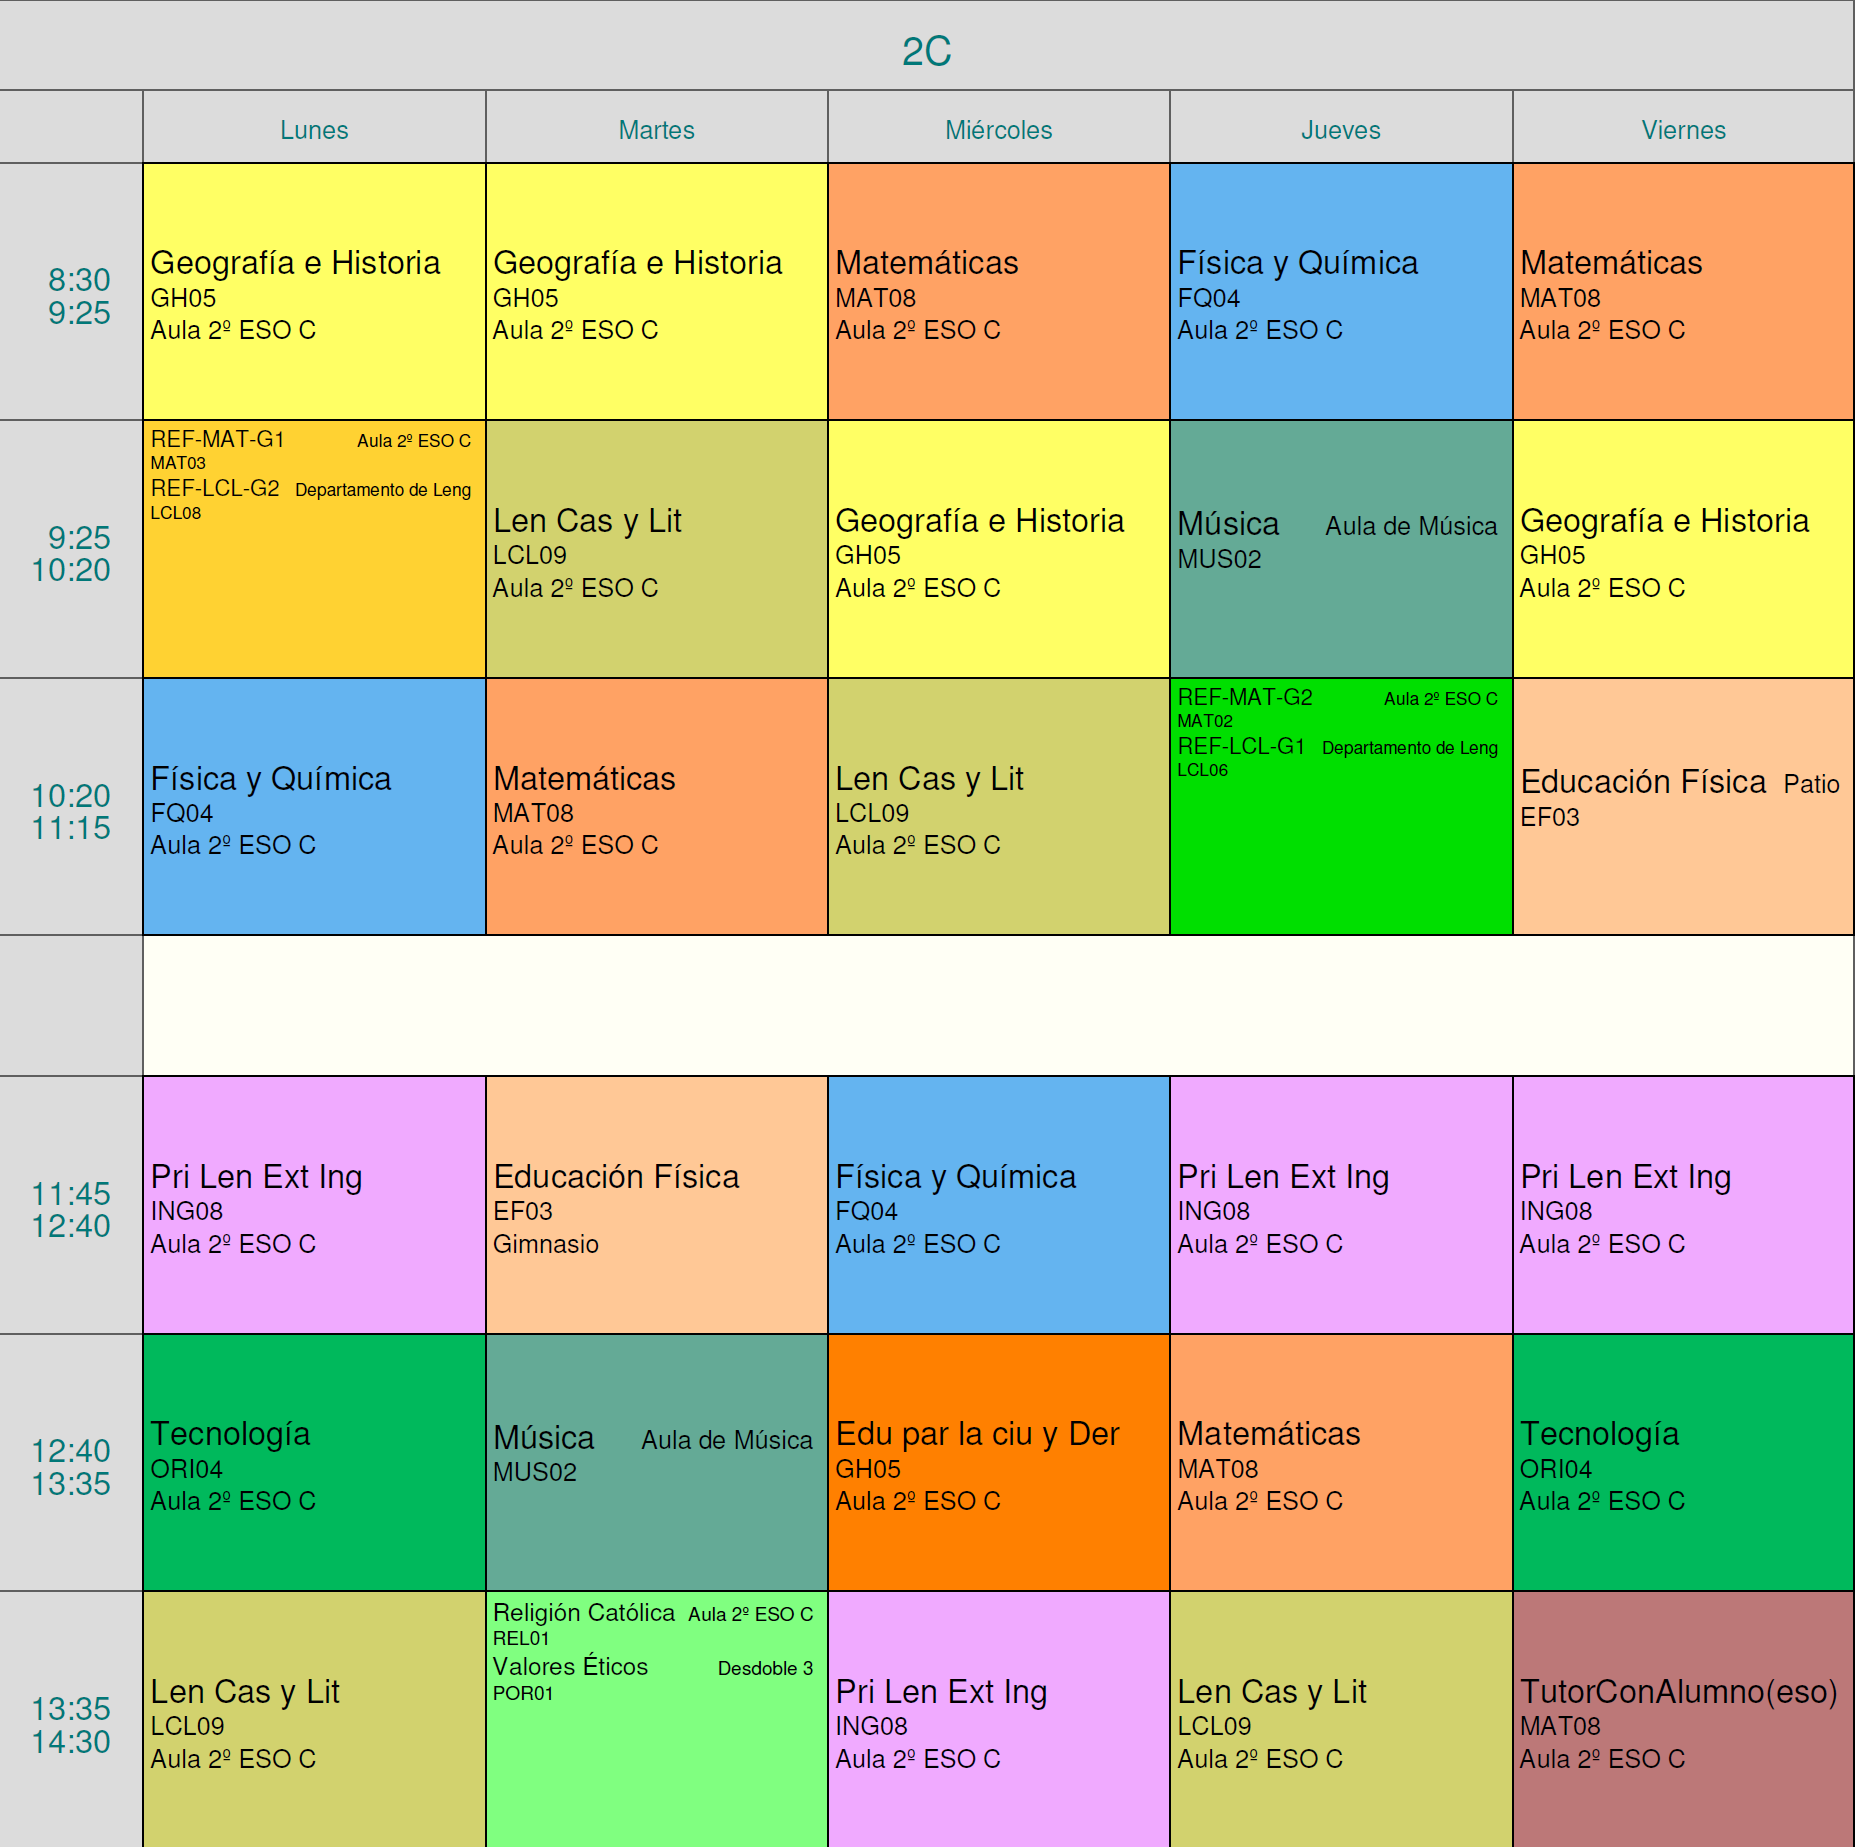 2C
Lunes Martes Miércoles Jueves Viernes
8:30
9:25
Geografía e Historia
GH05
Aula 2º ESO C
Geografía e Historia
GH05
Aula 2º ESO C
Matemáticas
MAT08
Aula 2º ESO C
Física y Química
FQ04
Aula 2º ESO C
Matemáticas
MAT08
Aula 2º ESO C
9:25
10:20
REF-MAT-G1 Aula 2º ESO C
MAT03
REF-LCL-G2 Departamento de Leng
LCL08
Len Cas y Lit
LCL09
Aula 2º ESO C
Geografía e Historia
GH05
Aula 2º ESO C
Música Aula de Música
MUS02
Geografía e Historia
GH05
Aula 2º ESO C
10:20
11:15
Física y Química
FQ04
Aula 2º ESO C
Matemáticas
MAT08
Aula 2º ESO C
Len Cas y Lit
LCL09
Aula 2º ESO C
REF-MAT-G2 Aula 2º ESO C
MAT02
REF-LCL-G1 Departamento de Leng
LCL06
Educación Física Patio
EF03
11:45
12:40
Pri Len Ext Ing
ING08
Aula 2º ESO C
Educación Física
EF03
Gimnasio
Física y Química
FQ04
Aula 2º ESO C
Pri Len Ext Ing
ING08
Aula 2º ESO C
Pri Len Ext Ing
ING08
Aula 2º ESO C
12:40
13:35
Tecnología
ORI04
Aula 2º ESO C
Música Aula de Música
MUS02
Edu par la ciu y Der
GH05
Aula 2º ESO C
Matemáticas
MAT08
Aula 2º ESO C
Tecnología
ORI04
Aula 2º ESO C
13:35
14:30
Len Cas y Lit
LCL09
Aula 2º ESO C
Religión Católica Aula 2º ESO C
REL01
Valores Éticos Desdoble 3
POR01
Pri Len Ext Ing
ING08
Aula 2º ESO C
Len Cas y Lit
LCL09
Aula 2º ESO C
TutorConAlumno(eso)
MAT08
Aula 2º ESO C